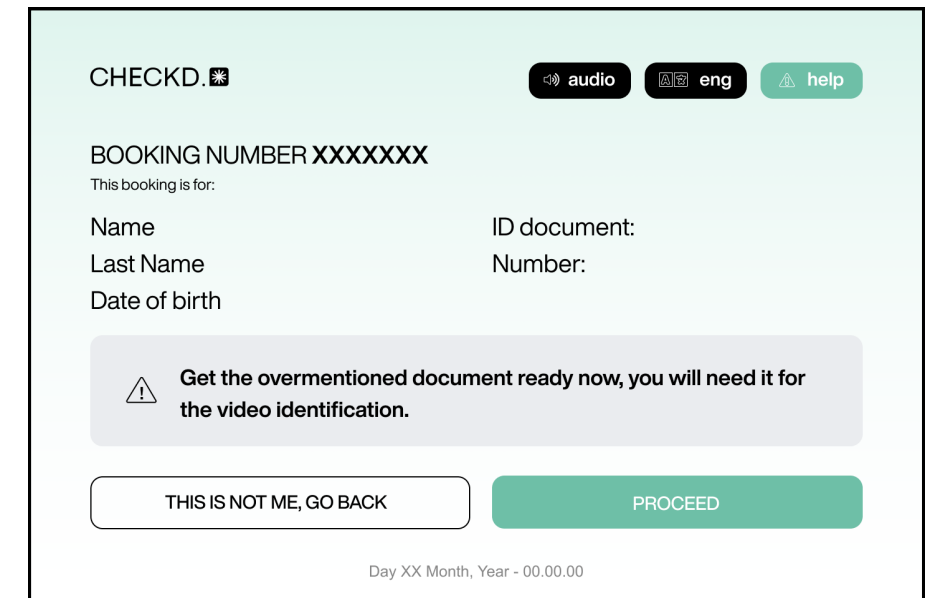 CHECKD.
audio
eng
help
BOOKING NUMBER XXXXXXX
This booking is for:
Name
Last Name
Date of birth
ID document:
Number:
Get the overmentioned document ready now, you will need it for
the video identification.
THIS IS NOT ME, GO BACK
PROCEED
Day XX Month, Year - 00.00.00